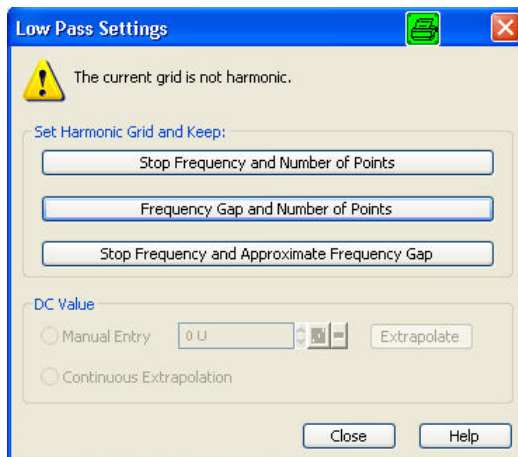 Low Pass Settings
The current grid is not harmonic.
Set Harmonic Grid and Keep:
Stop Frequency and Number of Points
Frequency Gap and Number of Points
Stop Frequency and Approximate Frequency Gap
DC Value
Manual Entry 0 U Extrapolate
Continuous Extrapolation
Close Help